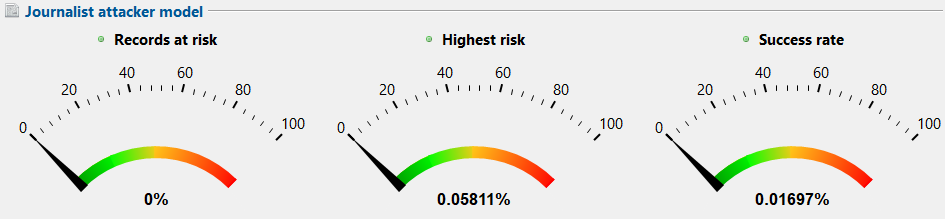 Journalist attacker model
Records at risk
Highest risk
Success rate
0 20 40 60 80 100
0 20 40 60 80 100
0 20 40 60 80 100
0%
0.05811%
0.01697%